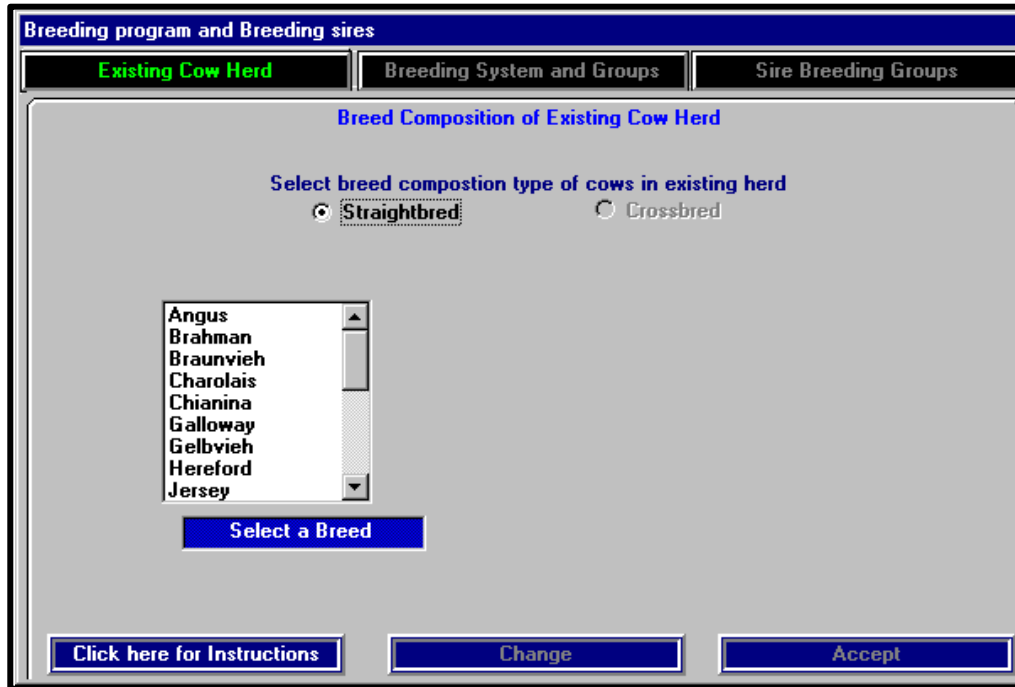 Breeding program and Breeding sires
Existing Cow Herd Breeding System and Groups Sire Breeding Groups
Breed Composition of Existing Cow Herd
Select breed compostion type of cows in existing herd
Straightbred Crossbred
Angus
Brahman
Braunvieh
Charolais
Chianina
Galloway
Gelbvieh
Hereford
Jersey
Select a Breed
Click here for Instructions Change Accept